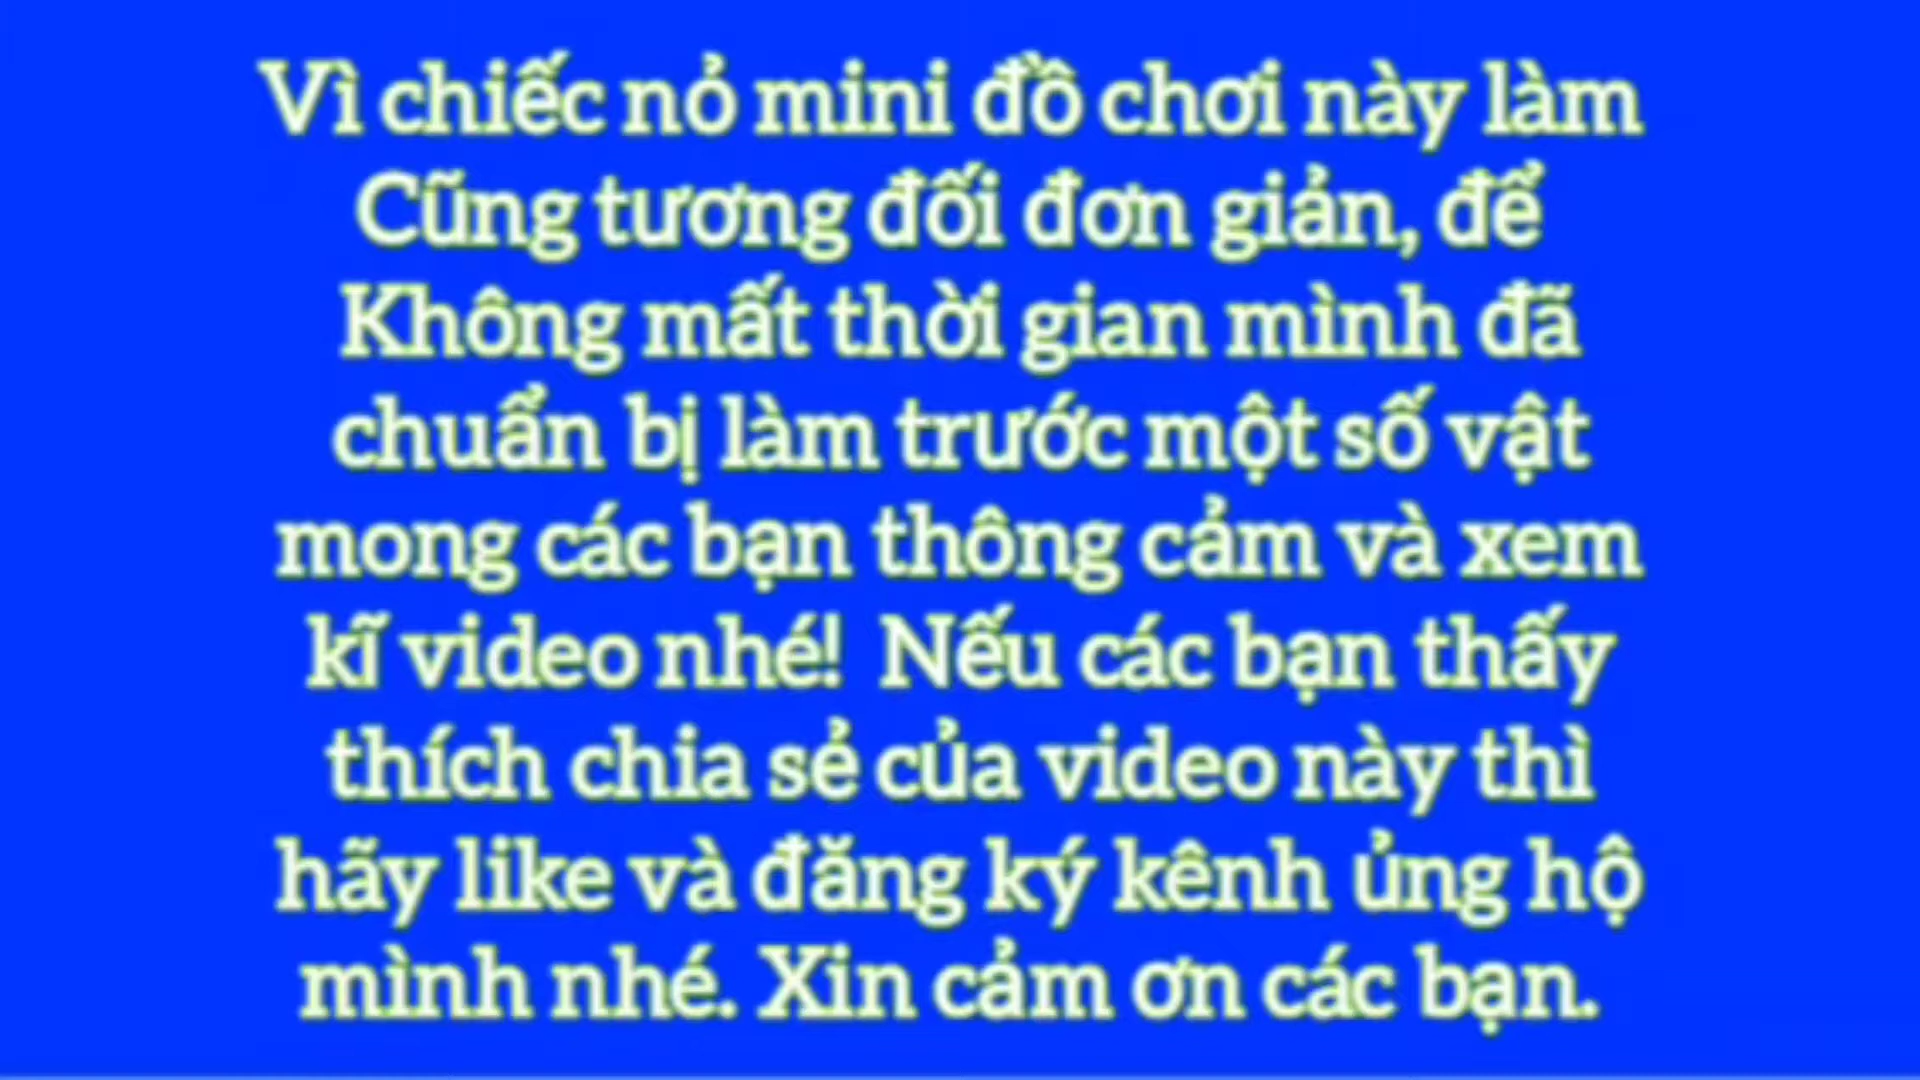 Vì chiếc nỏ mini đồ chơi này làm
Cũng tương đối đơn giản, để
Không mất thời gian mình đã
chuẩn bị làm trước một số vật
mong các bạn thông cảm và xem
kĩ video nhé! Nếu các bạn thấy
thích chia sẻ của video này thì
hãy like và đăng ký kênh ủng hộ
mình nhé. Xin cảm ơn các bạn.